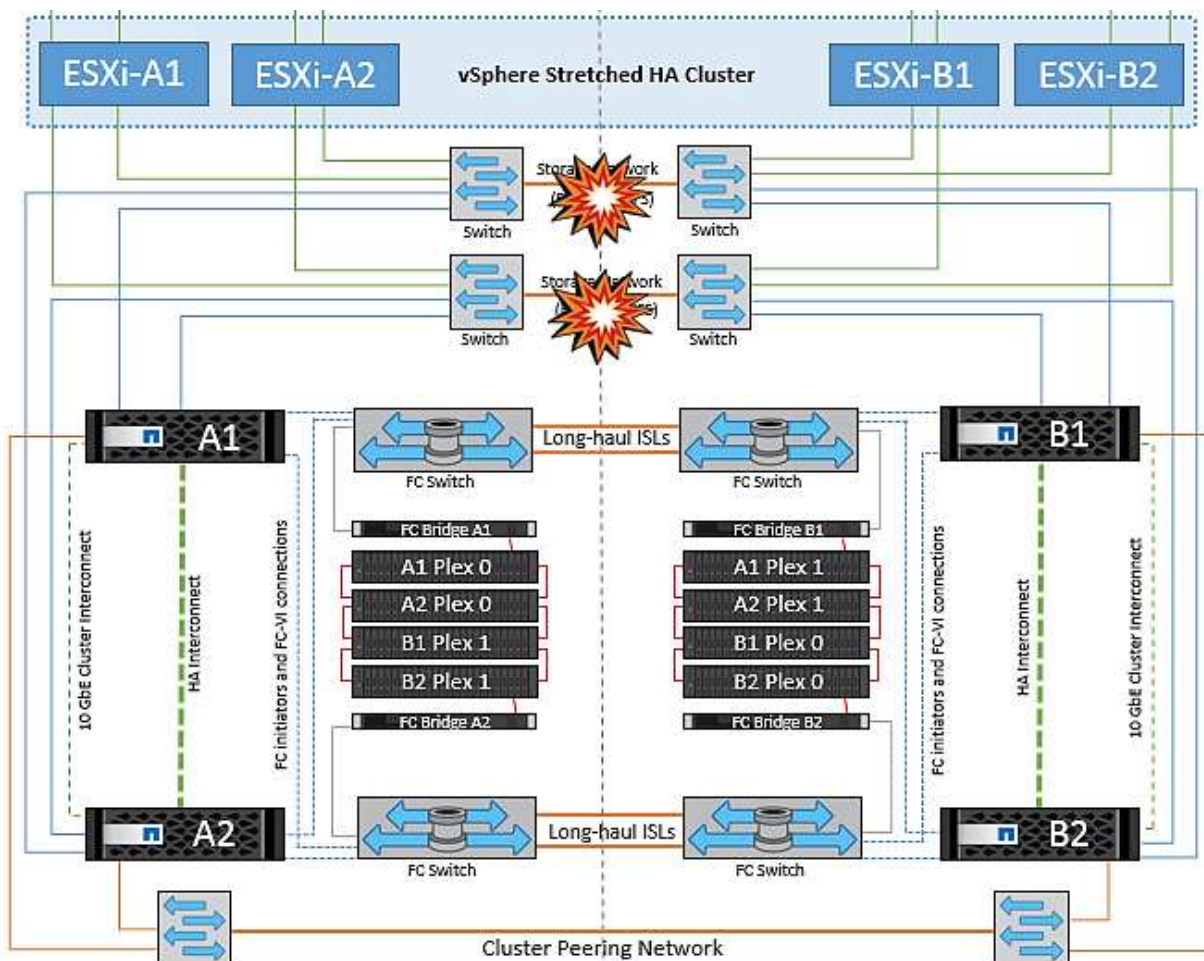 ESXi-A1
ESXi-A2
vSphere Stretched HA Cluster
ESXi-B1
ESXi-B2
Storage Network
Switch
Switch
Switch
Switch
A1
B1
Long-haul ISLs
FC Switch
FC Switch
10 GbE Cluster Interconnect
HA Interconnect
FC initiators and FC-VI connections
FC Bridge A1
A1 Plex 0
A2 Plex 0
B1 Plex 1
B2 Plex 1
FC Bridge A2
FC Bridge B1
A1 Plex 1
A2 Plex 1
B1 Plex 0
B2 Plex 0
FC Bridge B2
FC initiators and FC-VI connections
HA Interconnect
10 GbE Cluster Interconnect
A2
B2
Long-haul ISLs
FC Switch
FC Switch
Cluster Peering Network